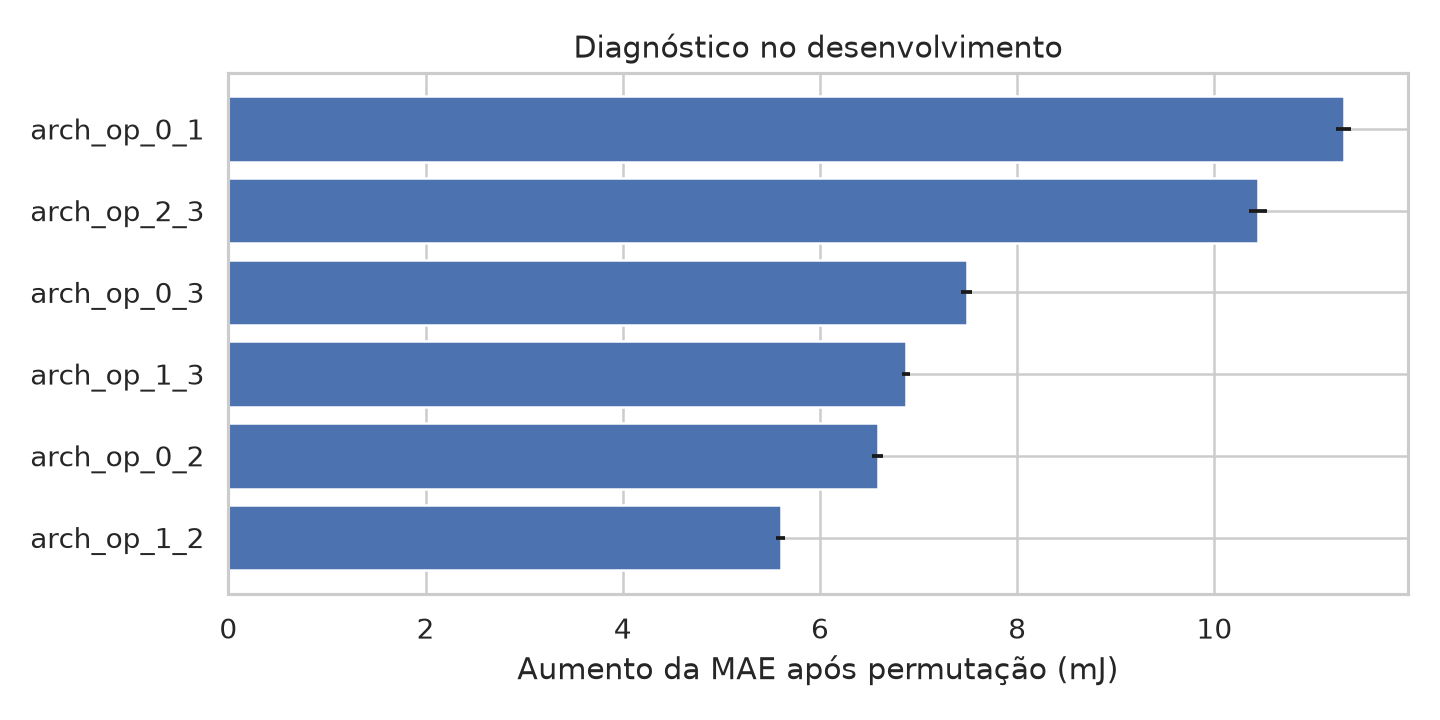 Diagnóstico no desenvolvimento
arch_op_0_1
arch_op_2_3
arch_op_0_3
arch_op_1_3
arch_op_0_2
arch_op_1_2
0 2 4 6 8 10
Aumento da MAE após permutação (mJ)